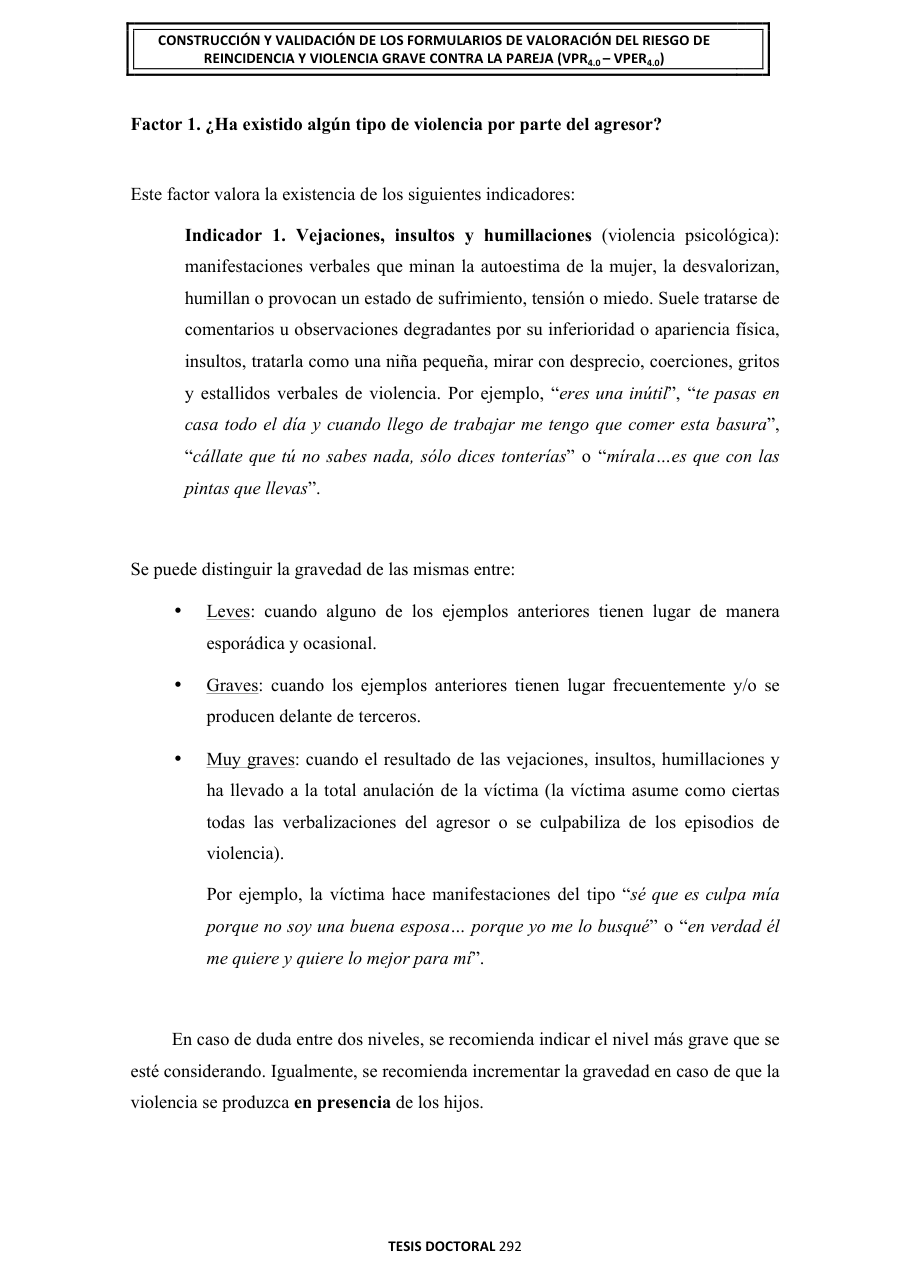 CONSTRUCCIÓN Y VALIDACIÓN DE LOS FORMULARIOS DE VALORACIÓN DEL RIESGO DE
REINCIDENCIA Y VIOLENCIA GRAVE CONTRA LA PAREJA (VPR4.0 – VPER4.0)
Factor 1. ¿Ha existido algún tipo de violencia por parte del agresor?
Este factor valora la existencia de los siguientes indicadores:
Indicador 1. Vejaciones, insultos y humillaciones (violencia psicológica):
manifestaciones verbales que minan la autoestima de la mujer, la desvalorizan,
humillan o provocan un estado de sufrimiento, tensión o miedo. Suele tratarse de
comentarios u observaciones degradantes por su inferioridad o apariencia física,
insultos, tratarla como una niña pequeña, mirar con desprecio, coerciones, gritos
y estallidos verbales de violencia. Por ejemplo, “eres una inútil”, “te pasas en
casa todo el día y cuando llego de trabajar me tengo que comer esta basura”,
“cállate que tú no sabes nada, sólo dices tonterías” o “mírala…es que con las
pintas que llevas”.
Se puede distinguir la gravedad de las mismas entre:
• Leves: cuando alguno de los ejemplos anteriores tienen lugar de manera
esporádica y ocasional.
• Graves: cuando los ejemplos anteriores tienen lugar frecuentemente y/o se
producen delante de terceros.
• Muy graves: cuando el resultado de las vejaciones, insultos, humillaciones y
ha llevado a la total anulación de la víctima (la víctima asume como ciertas
todas las verbalizaciones del agresor o se culpabiliza de los episodios de
violencia).
Por ejemplo, la víctima hace manifestaciones del tipo “sé que es culpa mía
porque no soy una buena esposa… porque yo me lo busqué” o “en verdad él
me quiere y quiere lo mejor para mí”.
En caso de duda entre dos niveles, se recomienda indicar el nivel más grave que se
esté considerando. Igualmente, se recomienda incrementar la gravedad en caso de que la
violencia se produzca en presencia de los hijos.
TESIS DOCTORAL 292